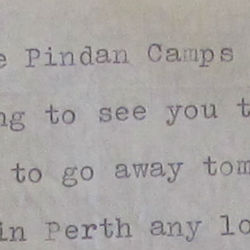 e Pindan Camps
ng to see you t
to go away tom
in Perth any lo